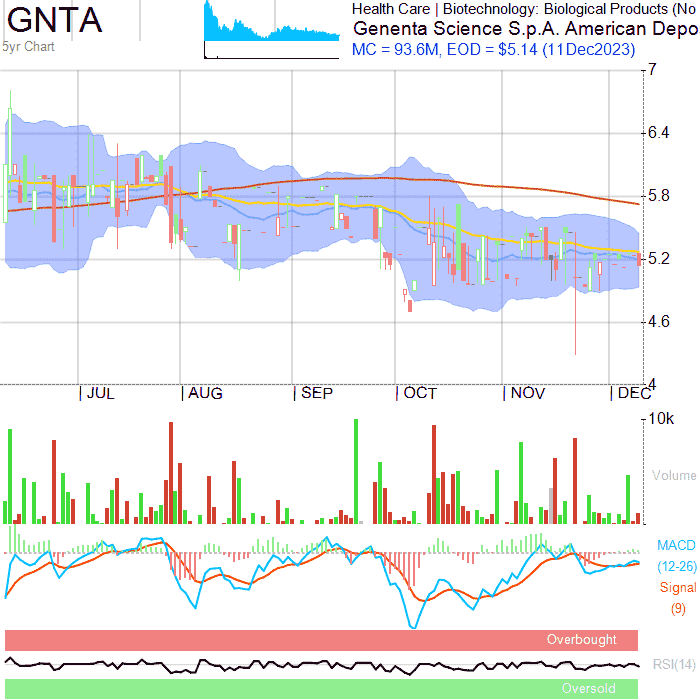 GNTA
5yr Chart
Health Care | Biotechnology: Biological Products (No
Genenta Science S.p.A. American Depo
MC = 93.6M, EOD = $5.14 (11Dec2023)
7
6.4
5.8
5.2
4.6
4
JUL AUG SEP OCT NOV DEC
10k
Volume
MACD
(12-26)
Signal
(9)
Overbought
RSI(14)
Oversold